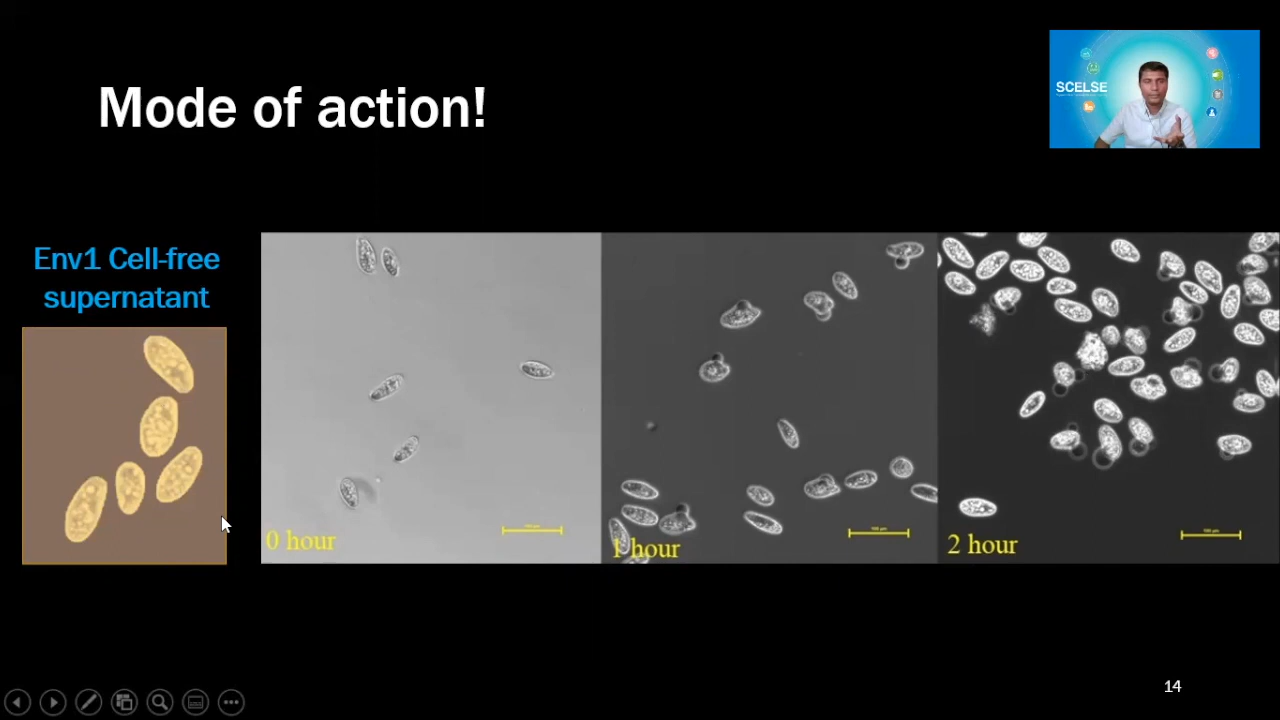 Mode of action!
SCELSE
Env1 Cell-free
supernatant
0 hour
1 hour
2 hour
14